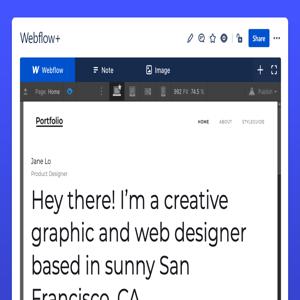 Webflow+
Share
W Webflow
Note
Image
Page: Home
992 PX 74.5 %
Publish
Portfolio
HOME
ABOUT
STYLEGUIDE
Jane Lo
Product Designer
Hey there! I'm a creative
graphic and web designer
based in sunny San
Francisco, CA